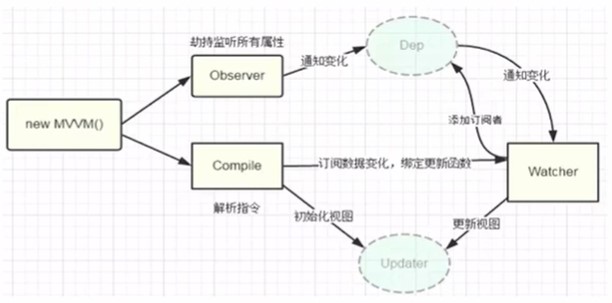 劫持监听所有属性
Observer
通知变化
Dep
通知变化
new MVVM()
添加订阅者
Compile
订阅数据变化，绑定更新函数
Watcher
解析指令
初始化视图
更新视图
Updater